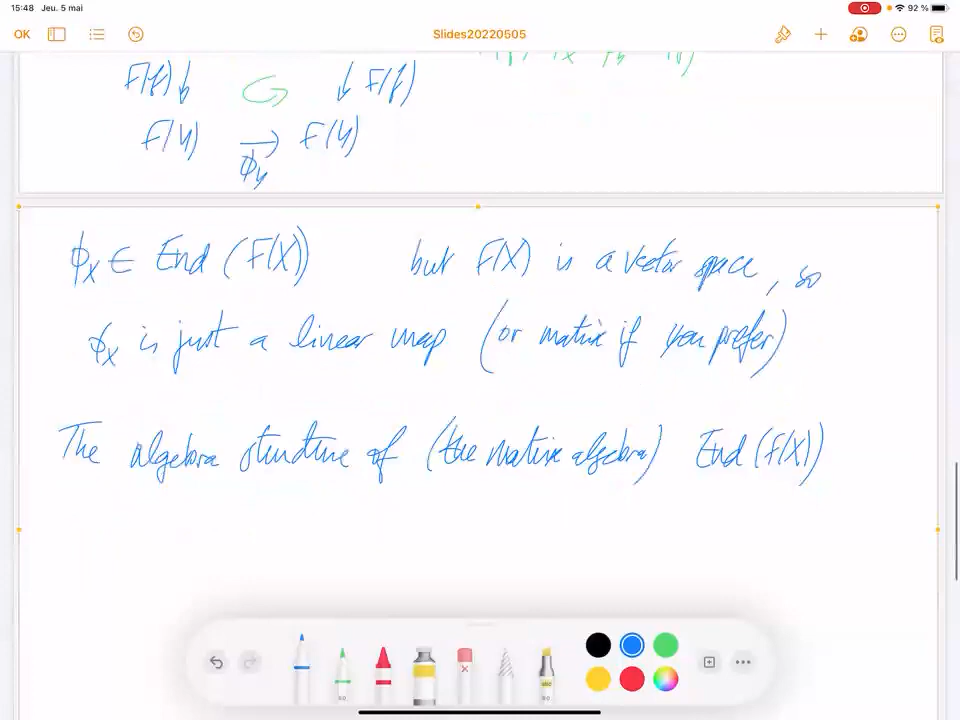 15:48 Jeu. 5 mai
92 %
OK
Slides20220505
F(f) ↓ ↓ F(f)
F(Y) → F(Y)
ϕY
ϕX ∈ End (F(X)) but F(X) is a vector space, so
ϕX is just a linear map (or matrix if you prefer)
The algebra structure of (the matrix algebra) End (F(X))